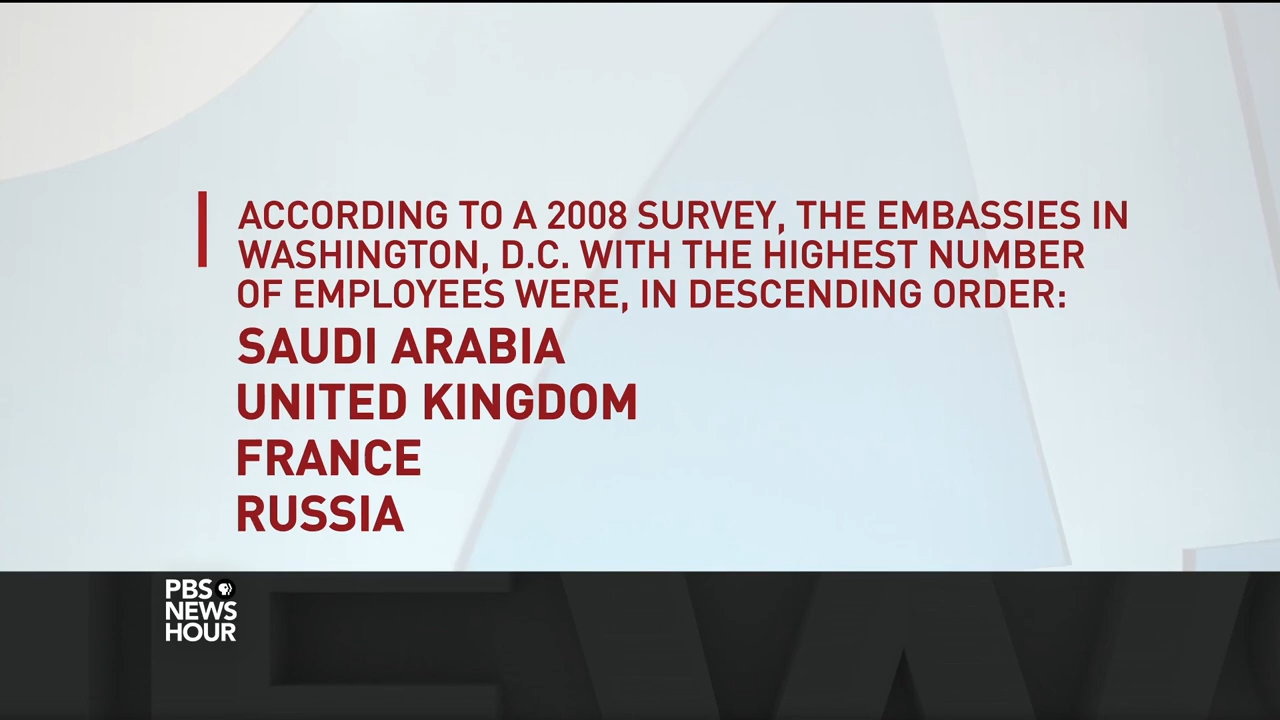 ACCORDING TO A 2008 SURVEY, THE EMBASSIES IN
WASHINGTON, D.C. WITH THE HIGHEST NUMBER
OF EMPLOYEES WERE, IN DESCENDING ORDER:
SAUDI ARABIA
UNITED KINGDOM
FRANCE
RUSSIA
PBS
NEWS
HOUR